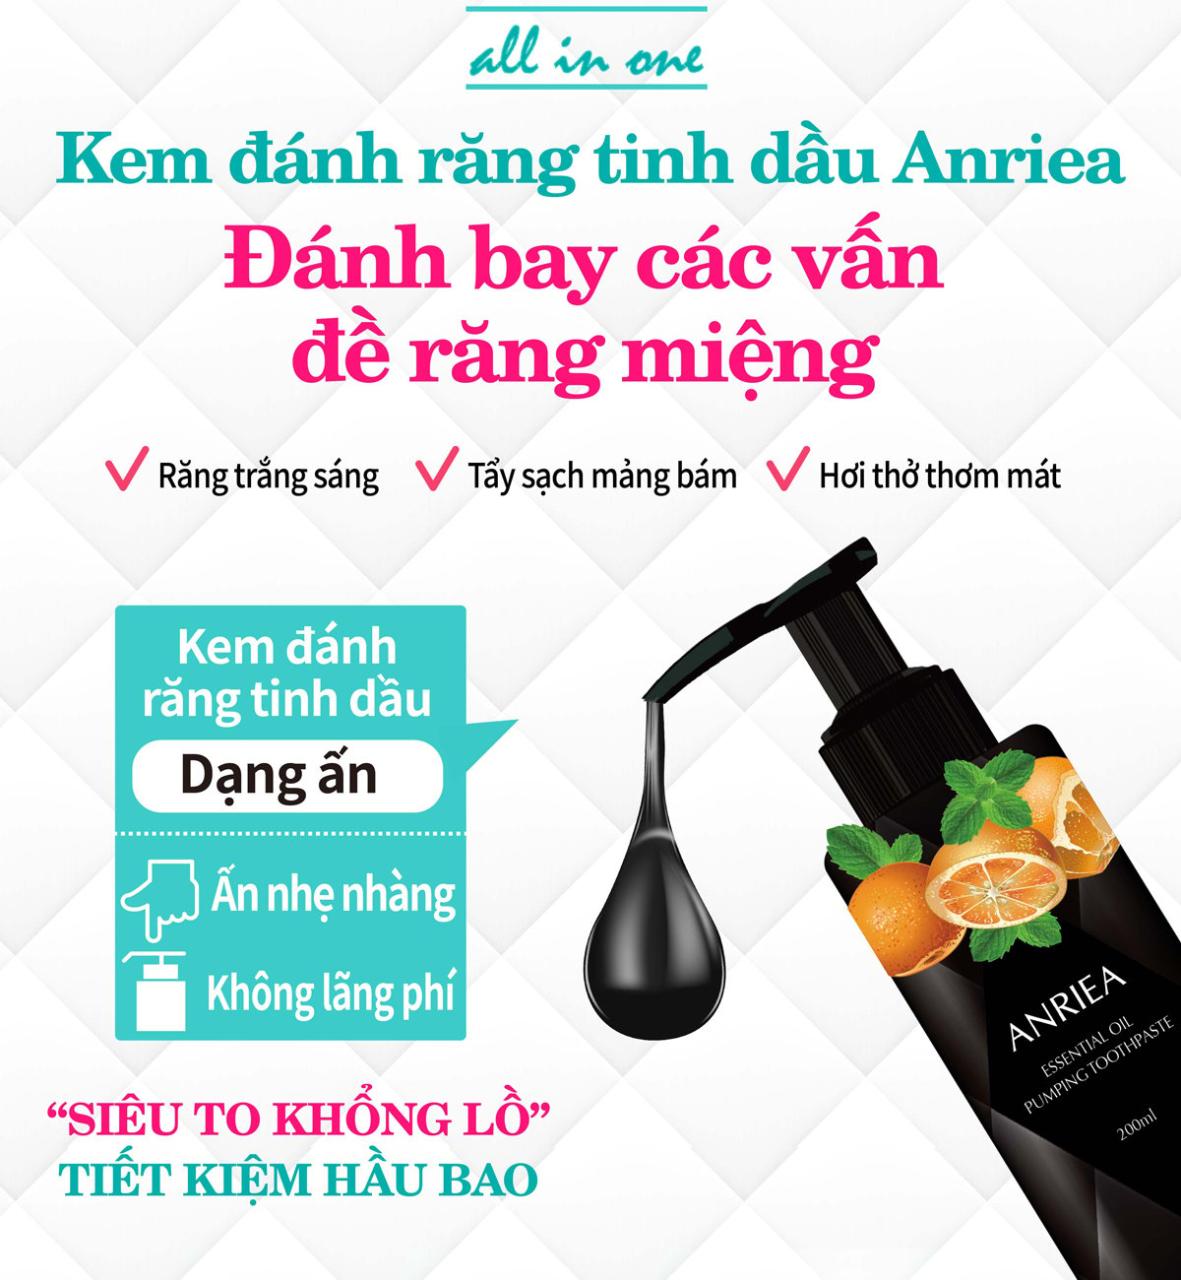 all in one
Kem đánh răng tinh dầu Anriea
Đánh bay các vấn
đề răng miệng
Răng trắng sáng
Tẩy sạch mảng bám
Hơi thở thơm mát
Kem đánh
răng tinh dầu
Dạng ấn
Ấn nhẹ nhàng
Không lãng phí
“SIÊU TO KHỔNG LỒ”
TIẾT KIỆM HẦU BAO
ANRIEA
ESSENTIAL OIL
PUMPING TOOTHPASTE
200ml